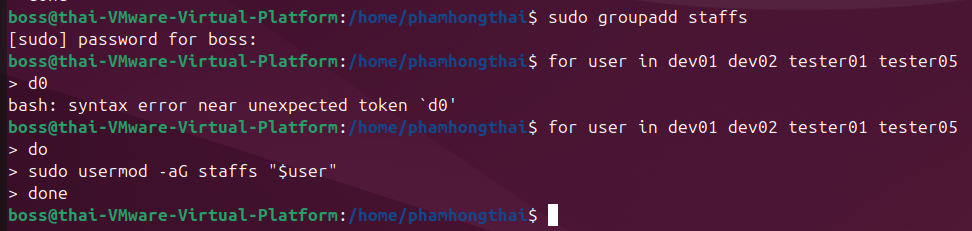 boss@thai-VMware-Virtual-Platform:/home/phamhongthai$ sudo groupadd staffs
[sudo] password for boss:
boss@thai-VMware-Virtual-Platform:/home/phamhongthai$ for user in dev01 dev02 tester01 tester05
> d0
bash: syntax error near unexpected token `d0'
boss@thai-VMware-Virtual-Platform:/home/phamhongthai$ for user in dev01 dev02 tester01 tester05
> do
> sudo usermod -aG staffs "$user"
> done
boss@thai-VMware-Virtual-Platform:/home/phamhongthai$